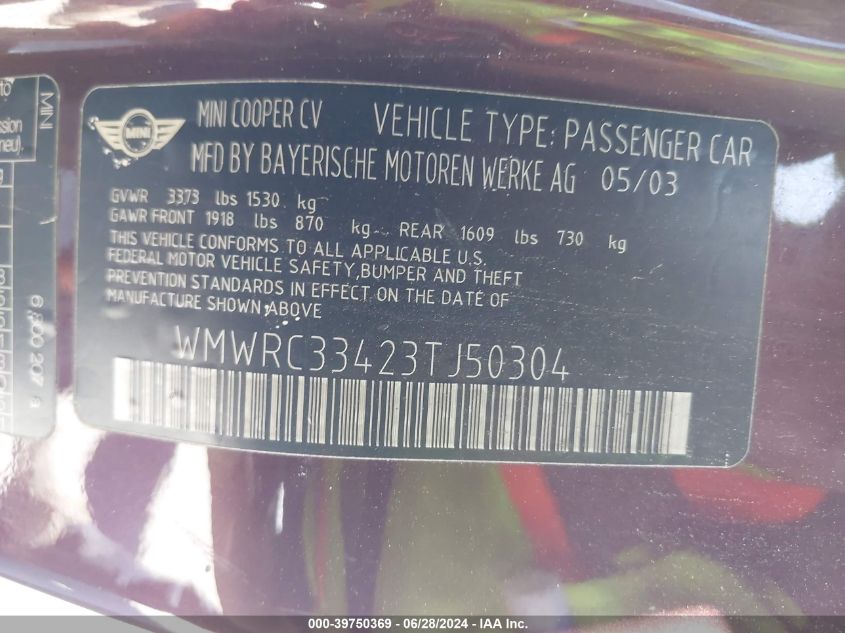 MINI
MINI COOPER CV VEHICLE TYPE: PASSENGER CAR
MFD BY BAYERISCHE MOTOREN WERKE AG 05/03
GVWR 3373 lbs 1530 kg
GAWR FRONT 1918 lbs 870 kg- REAR 1609 lbs 730 kg
THIS VEHICLE CONFORMS TO ALL APPLICABLE U.S.
FEDERAL MOTOR VEHICLE SAFETY,BUMPER AND THEFT
PREVENTION STANDARDS IN EFFECT ON THE DATE OF
MANUFACTURE SHOWN ABOVE
WMWRC33423TJ50304
MINI
000-39750369 - 06/28/2024 - IAA Inc.